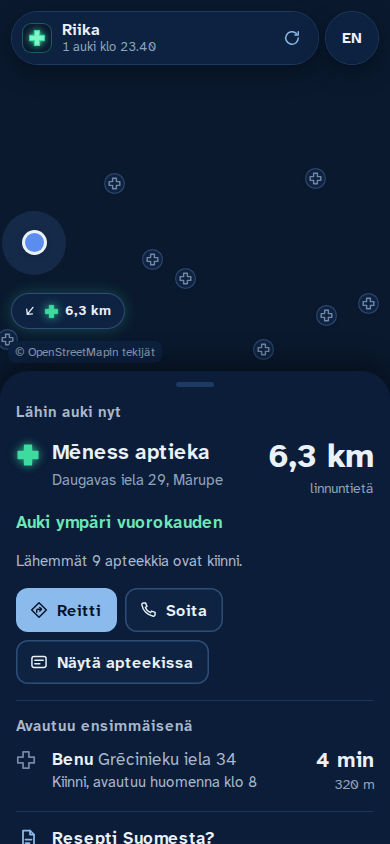 Riika
1 auki klo 23.40
EN
6,3 km
© OpenStreetMapin tekijät
Lähin auki nyt
Mēness aptieka
6,3 km
Daugavas iela 29, Mārupe
linnuntietä
Auki ympäri vuorokauden
Lähemmät 9 apteekkia ovat kiinni.
Reitti
Soita
Näytä apteekissa
Avautuu ensimmäisenä
Benu Grēcinieku iela 34
4 min
Kiinni, avautuu huomenna klo 8
320 m
Resepti Suomesta?